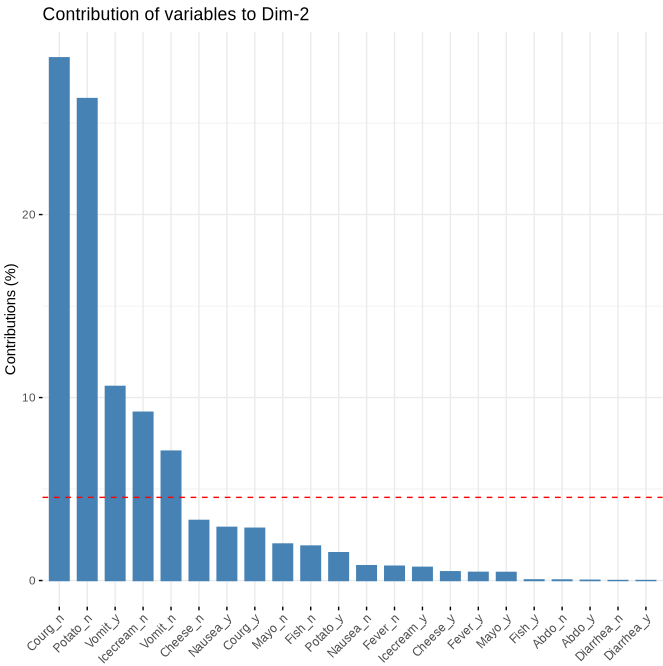 Contribution of variables to Dim-2
Contributions (%)
20
10
0
Courg_n
Potato_n
Vomit_y
Icecream_n
Vomit_n
Cheese_n
Nausea_y
Courg_y
Mayo_n
Fish_n
Potato_y
Nausea_n
Fever_n
Icecream_y
Cheese_y
Fever_y
Mayo_y
Fish_y
Abdo_n
Abdo_y
Diarrhea_n
Diarrhea_y